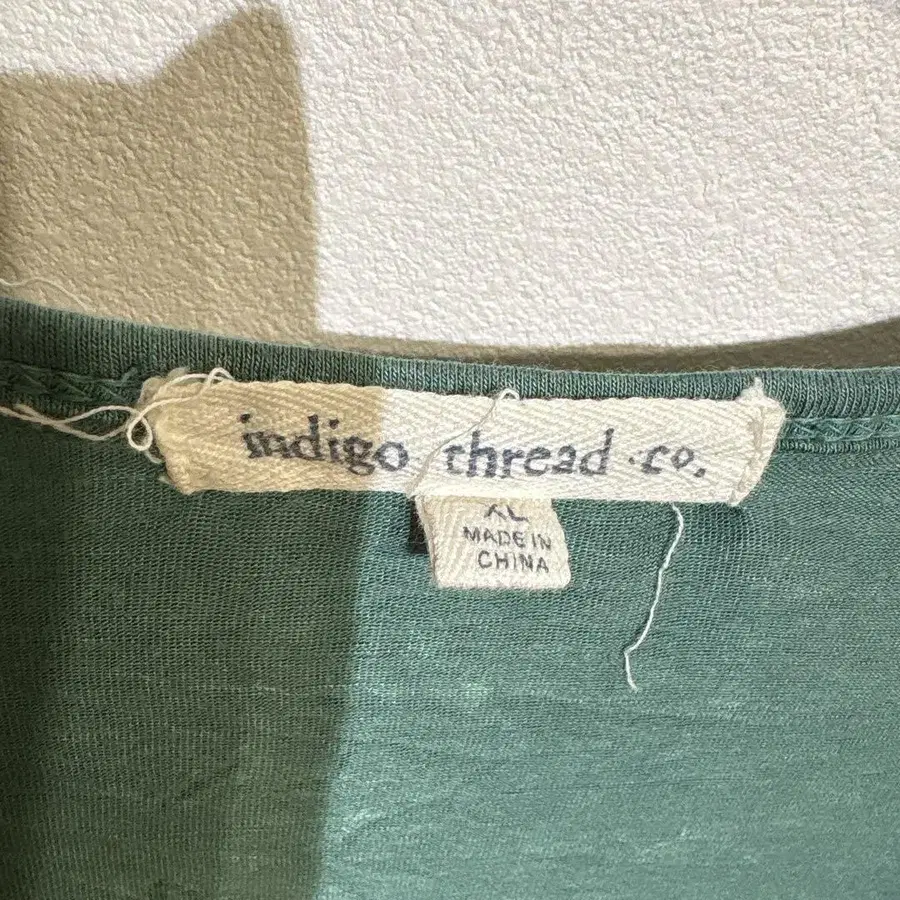 indigo thread co.
XL
MADE IN
CHINA